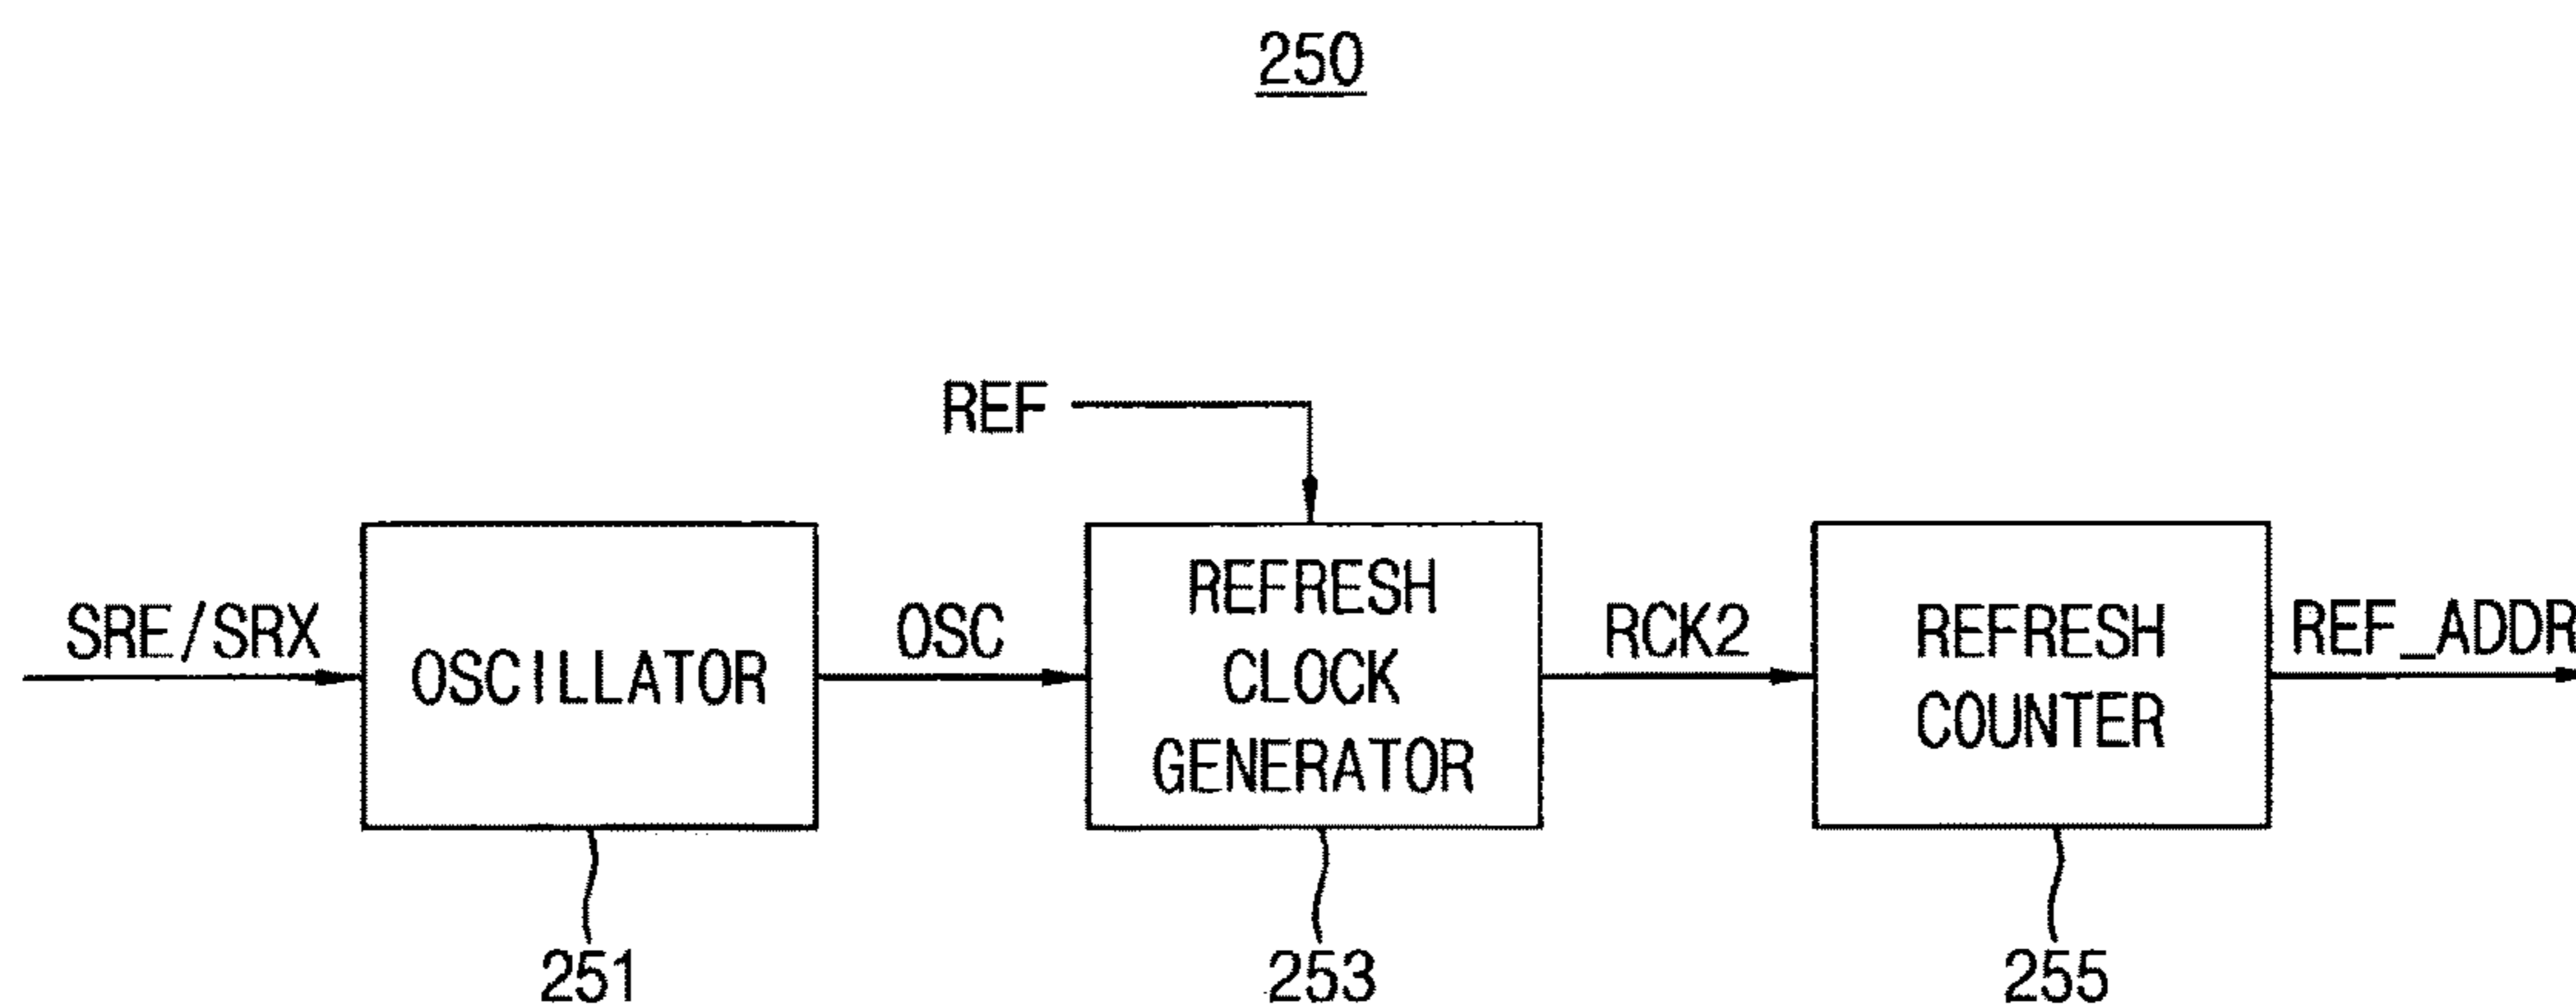 250
REF
SRE/SRX
OSCILLATOR
OSC
REFRESH
CLOCK
GENERATOR
RCK2
REFRESH
COUNTER
REF_ADDR
251
253
255